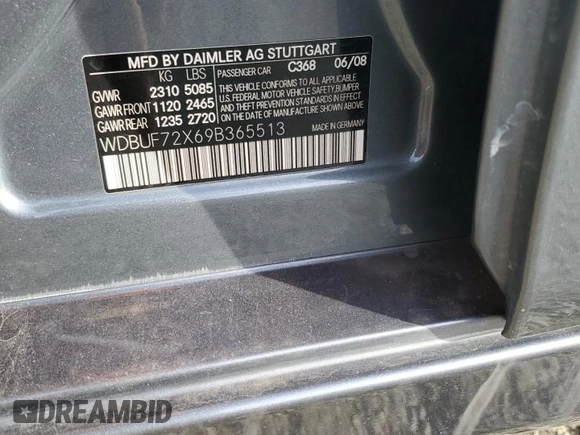 MFD BY DAIMLER AG STUTTGART
KG LBS PASSENGER CAR C368 06/08
GVWR 2310 5085
GAWR FRONT 1120 2465
GAWR REAR 1235 2720
THIS VEHICLE CONFORMS TO ALL APPLICABLE
U.S. FEDERAL MOTOR VEHICLE SAFETY,BUMPER,
AND THEFT PREVENTION STANDARDS IN EFFECT
ON THE DATE OF MANUFACTURE SHOWN ABOVE.
WDBUF72X69B365513 MADE IN GERMANY
DREAMBID